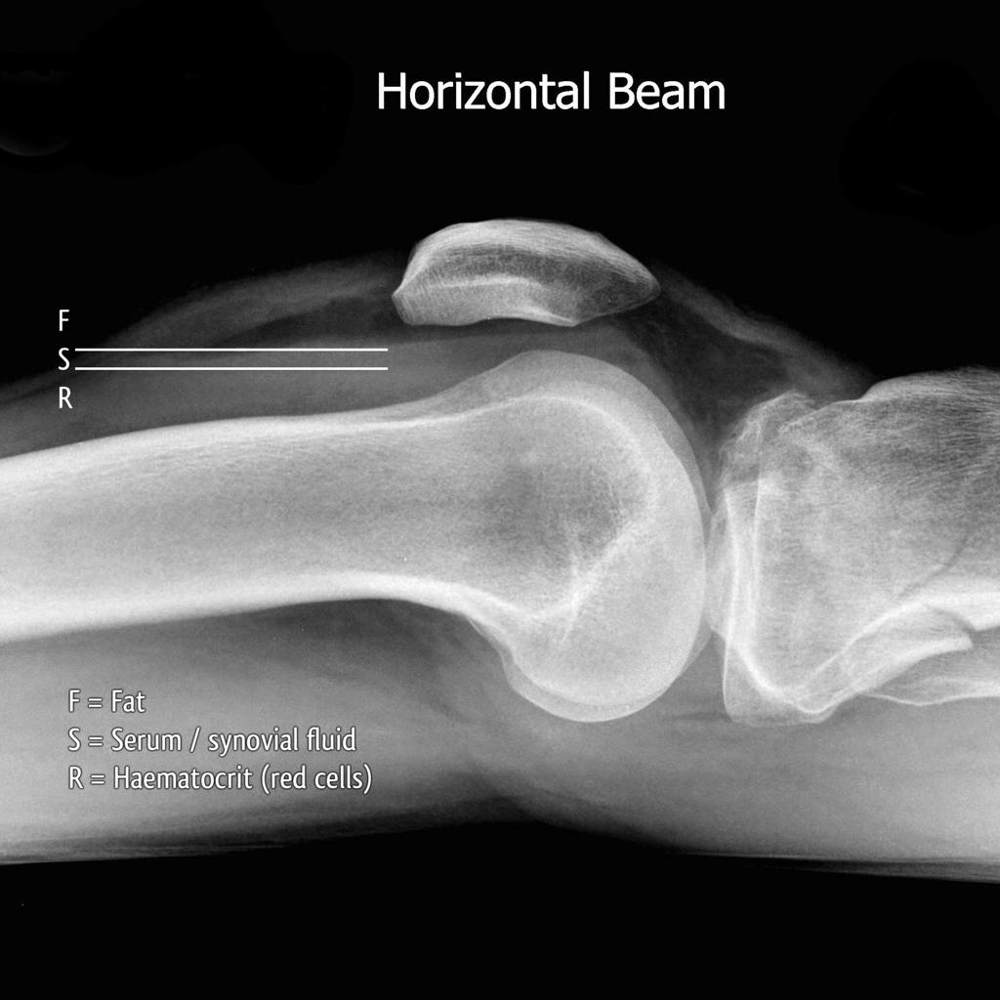 Horizontal Beam
F
S
R
F = Fat
S = Serum / synovial fluid
R = Haematocrit (red cells)